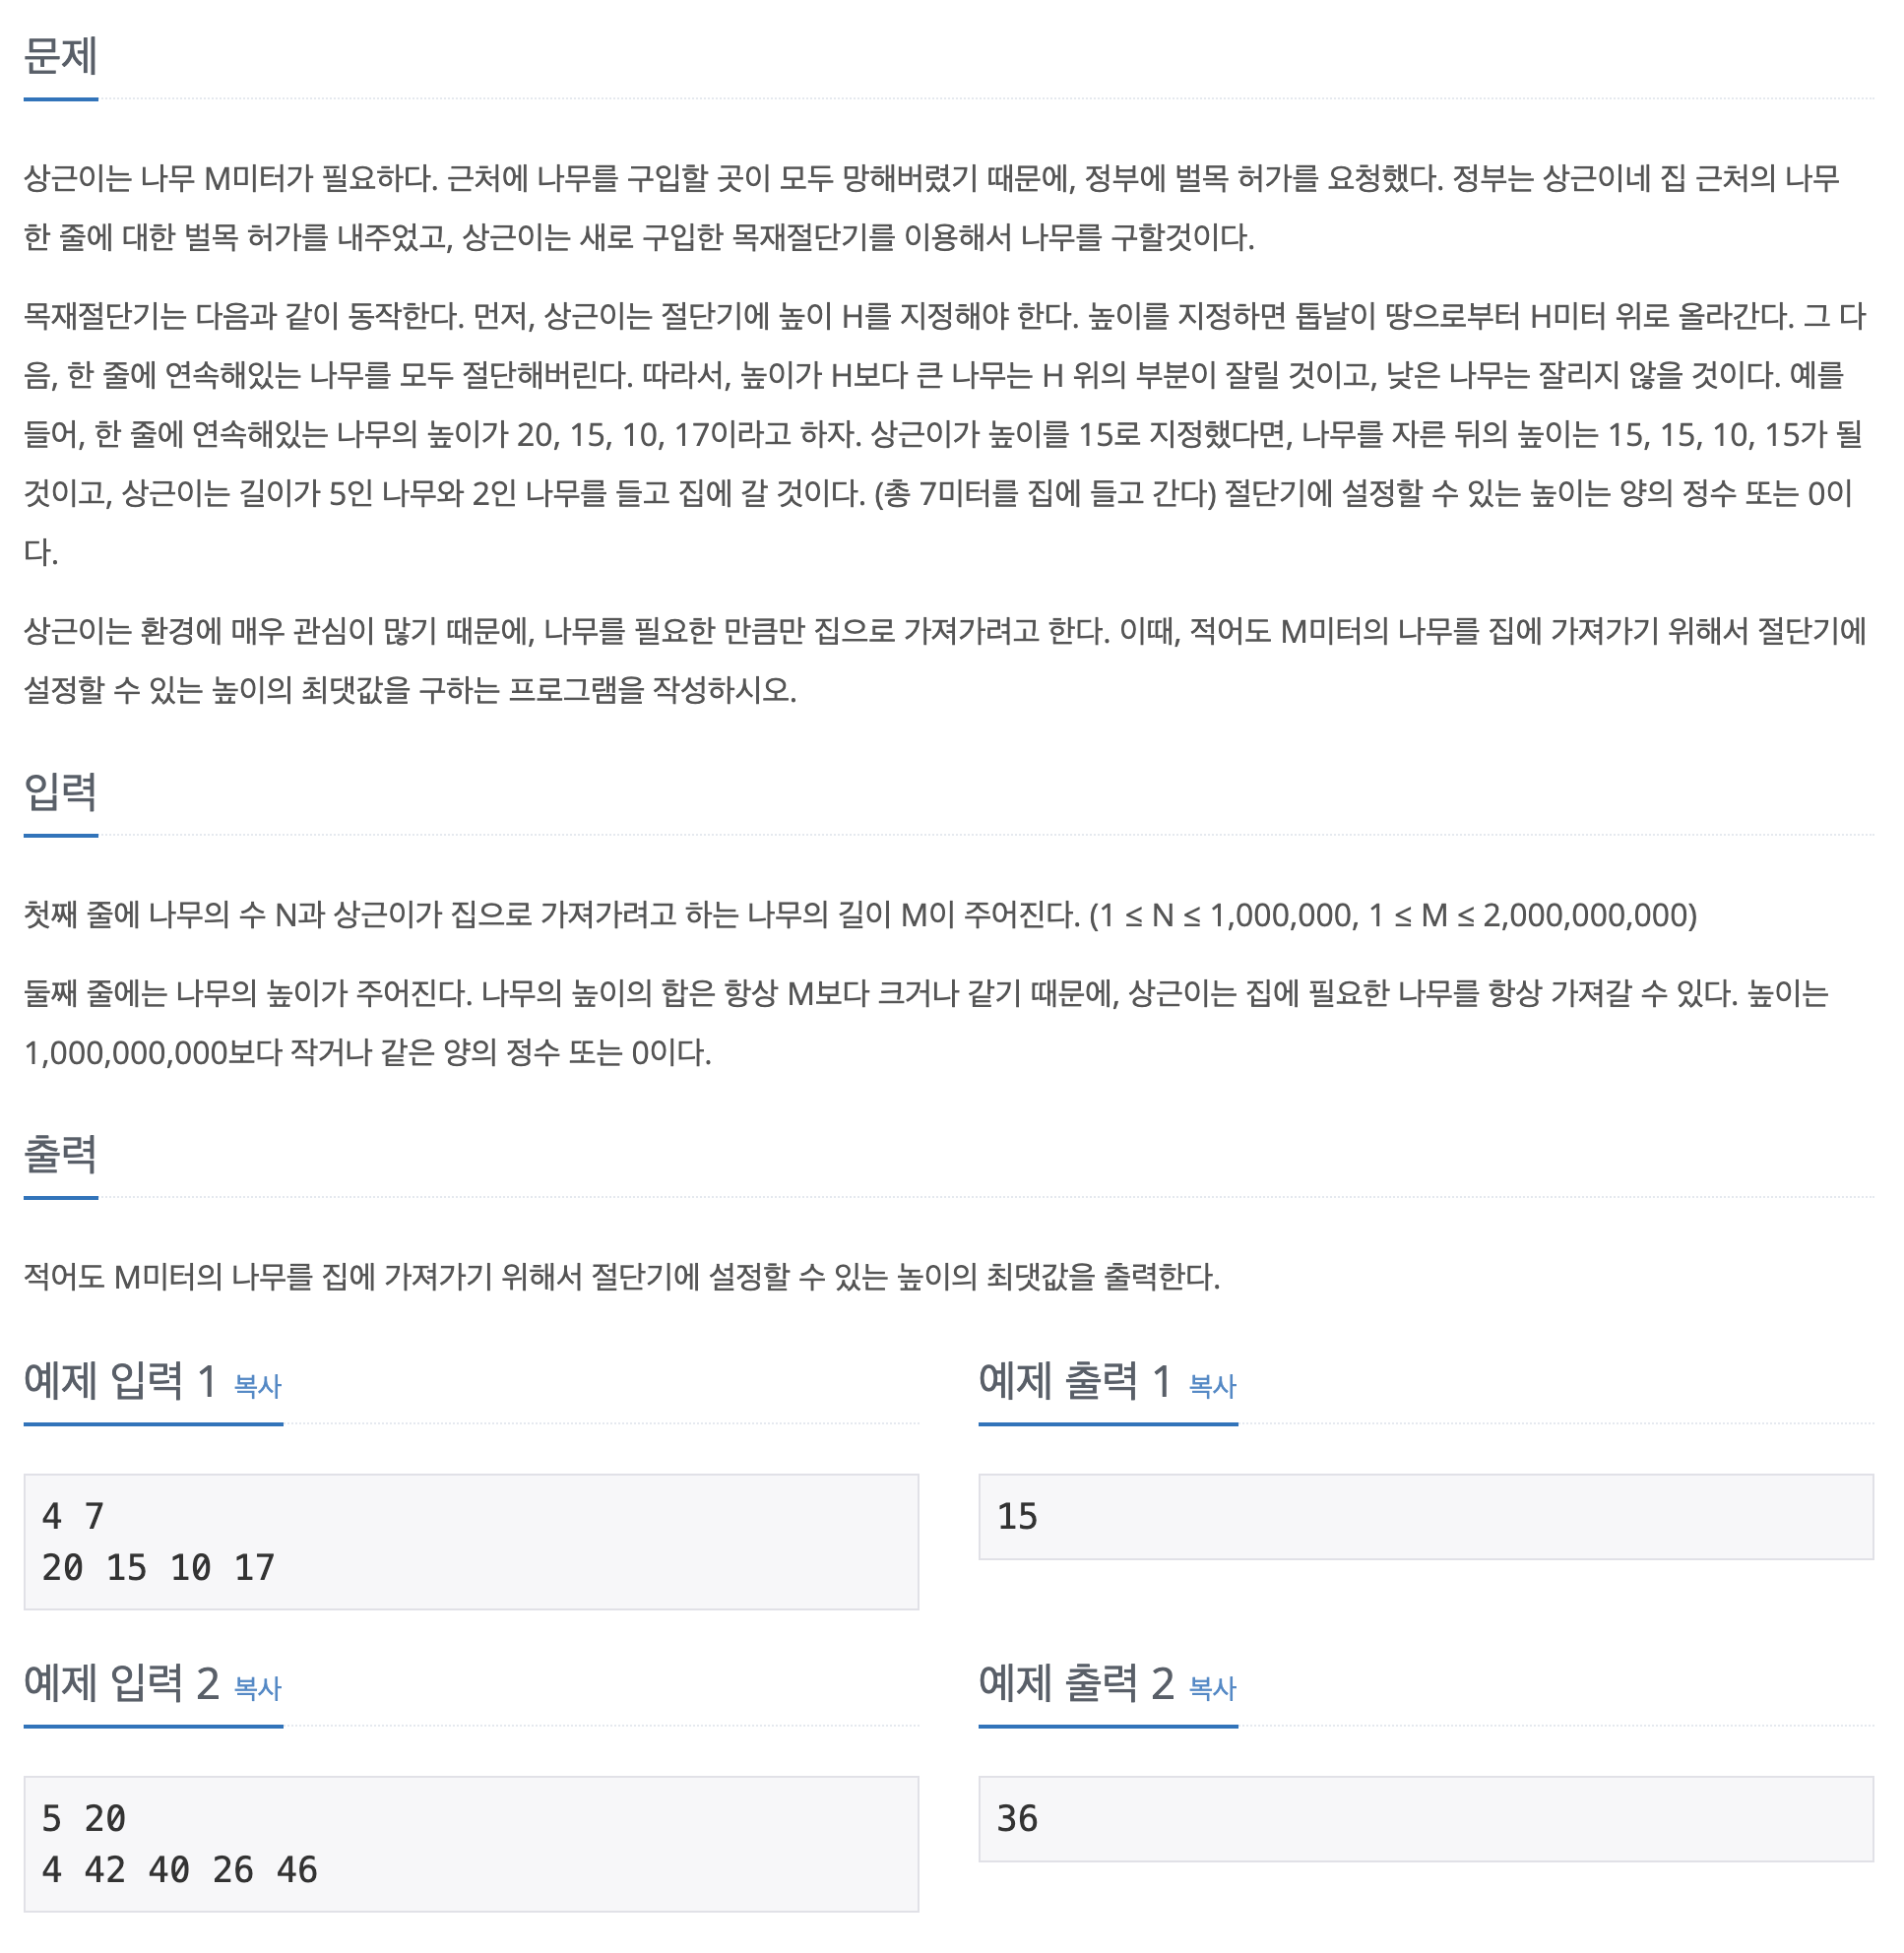 문제
상근이는 나무 M미터가 필요하다. 근처에 나무를 구입할 곳이 모두 망해버렸기 때문에, 정부에 벌목 허가를 요청했다. 정부는 상근이네 집 근처의 나무
한 줄에 대한 벌목 허가를 내주었고, 상근이는 새로 구입한 목재절단기를 이용해서 나무를 구할것이다.
목재절단기는 다음과 같이 동작한다. 먼저, 상근이는 절단기에 높이 H를 지정해야 한다. 높이를 지정하면 톱날이 땅으로부터 H미터 위로 올라간다. 그 다
음, 한 줄에 연속해있는 나무를 모두 절단해버린다. 따라서, 높이가 H보다 큰 나무는 H 위의 부분이 잘릴 것이고, 낮은 나무는 잘리지 않을 것이다. 예를
들어, 한 줄에 연속해있는 나무의 높이가 20, 15, 10, 17이라고 하자. 상근이가 높이를 15로 지정했다면, 나무를 자른 뒤의 높이는 15, 15, 10, 15가 될
것이고, 상근이는 길이가 5인 나무와 2인 나무를 들고 집에 갈 것이다. (총 7미터를 집에 들고 간다) 절단기에 설정할 수 있는 높이는 양의 정수 또는 0이
다.
상근이는 환경에 매우 관심이 많기 때문에, 나무를 필요한 만큼만 집으로 가져가려고 한다. 이때, 적어도 M미터의 나무를 집에 가져가기 위해서 절단기에
설정할 수 있는 높이의 최댓값을 구하는 프로그램을 작성하시오.
입력
첫째 줄에 나무의 수 N과 상근이가 집으로 가져가려고 하는 나무의 길이 M이 주어진다. (1 ≤ N ≤ 1,000,000, 1 ≤ M ≤ 2,000,000,000)
둘째 줄에는 나무의 높이가 주어진다. 나무의 높이의 합은 항상 M보다 크거나 같기 때문에, 상근이는 집에 필요한 나무를 항상 가져갈 수 있다. 높이는
1,000,000,000보다 작거나 같은 양의 정수 또는 0이다.
출력
적어도 M미터의 나무를 집에 가져가기 위해서 절단기에 설정할 수 있는 높이의 최댓값을 출력한다.
예제 입력 1 복사
4 7
20 15 10 17
예제 출력 1 복사
15
예제 입력 2 복사
5 20
4 42 40 26 46
예제 출력 2 복사
36